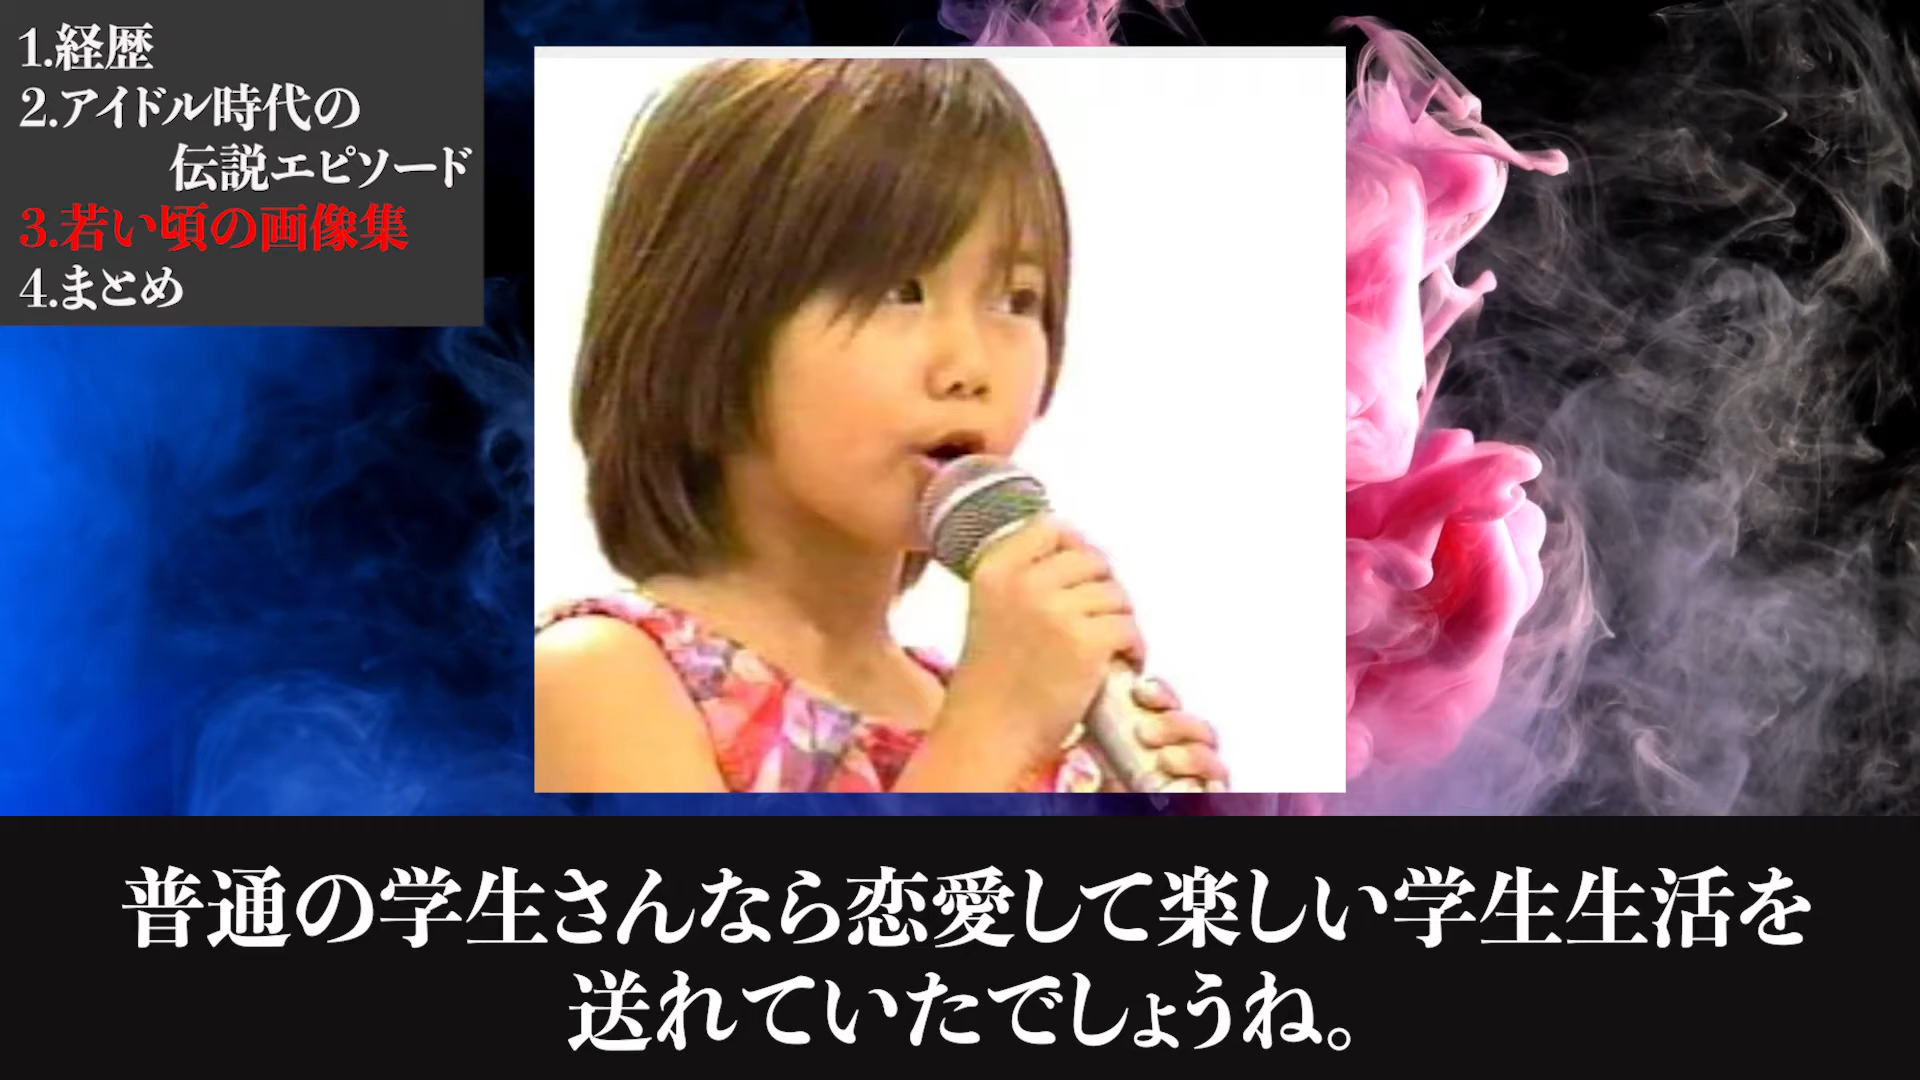 1.経歴
2.アイドル時代の
伝説エピソード
3.若い頃の画像集
4.まとめ
普通の学生さんなら恋愛して楽しい学生生活を
送れていたでしょうね。